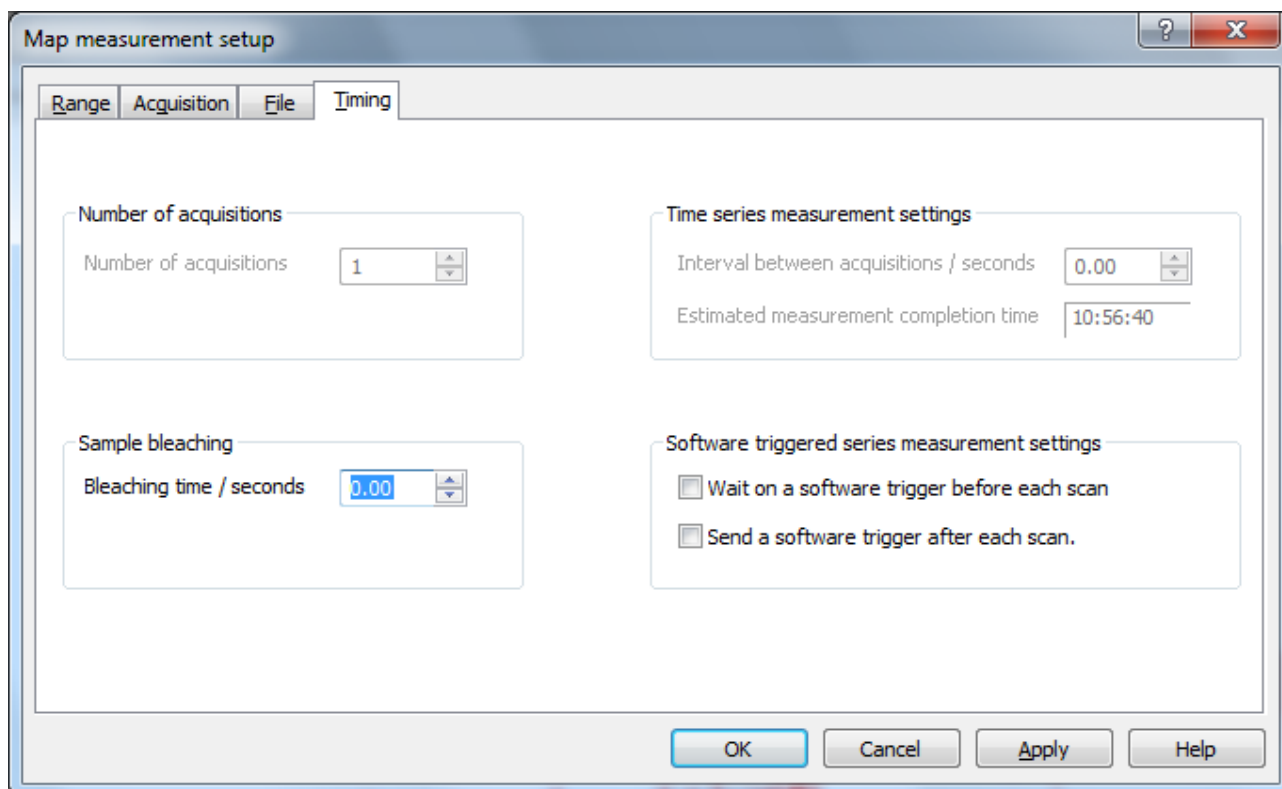 Map measurement setup
?
X
Range Acquisition File Timing
Number of acquisitions
Number of acquisitions 1
Time series measurement settings
Interval between acquisitions / seconds 0.00
Estimated measurement completion time 10:56:40
Sample bleaching
Bleaching time / seconds 0.00
Software triggered series measurement settings
Wait on a software trigger before each scan
Send a software trigger after each scan.
OK Cancel Apply Help